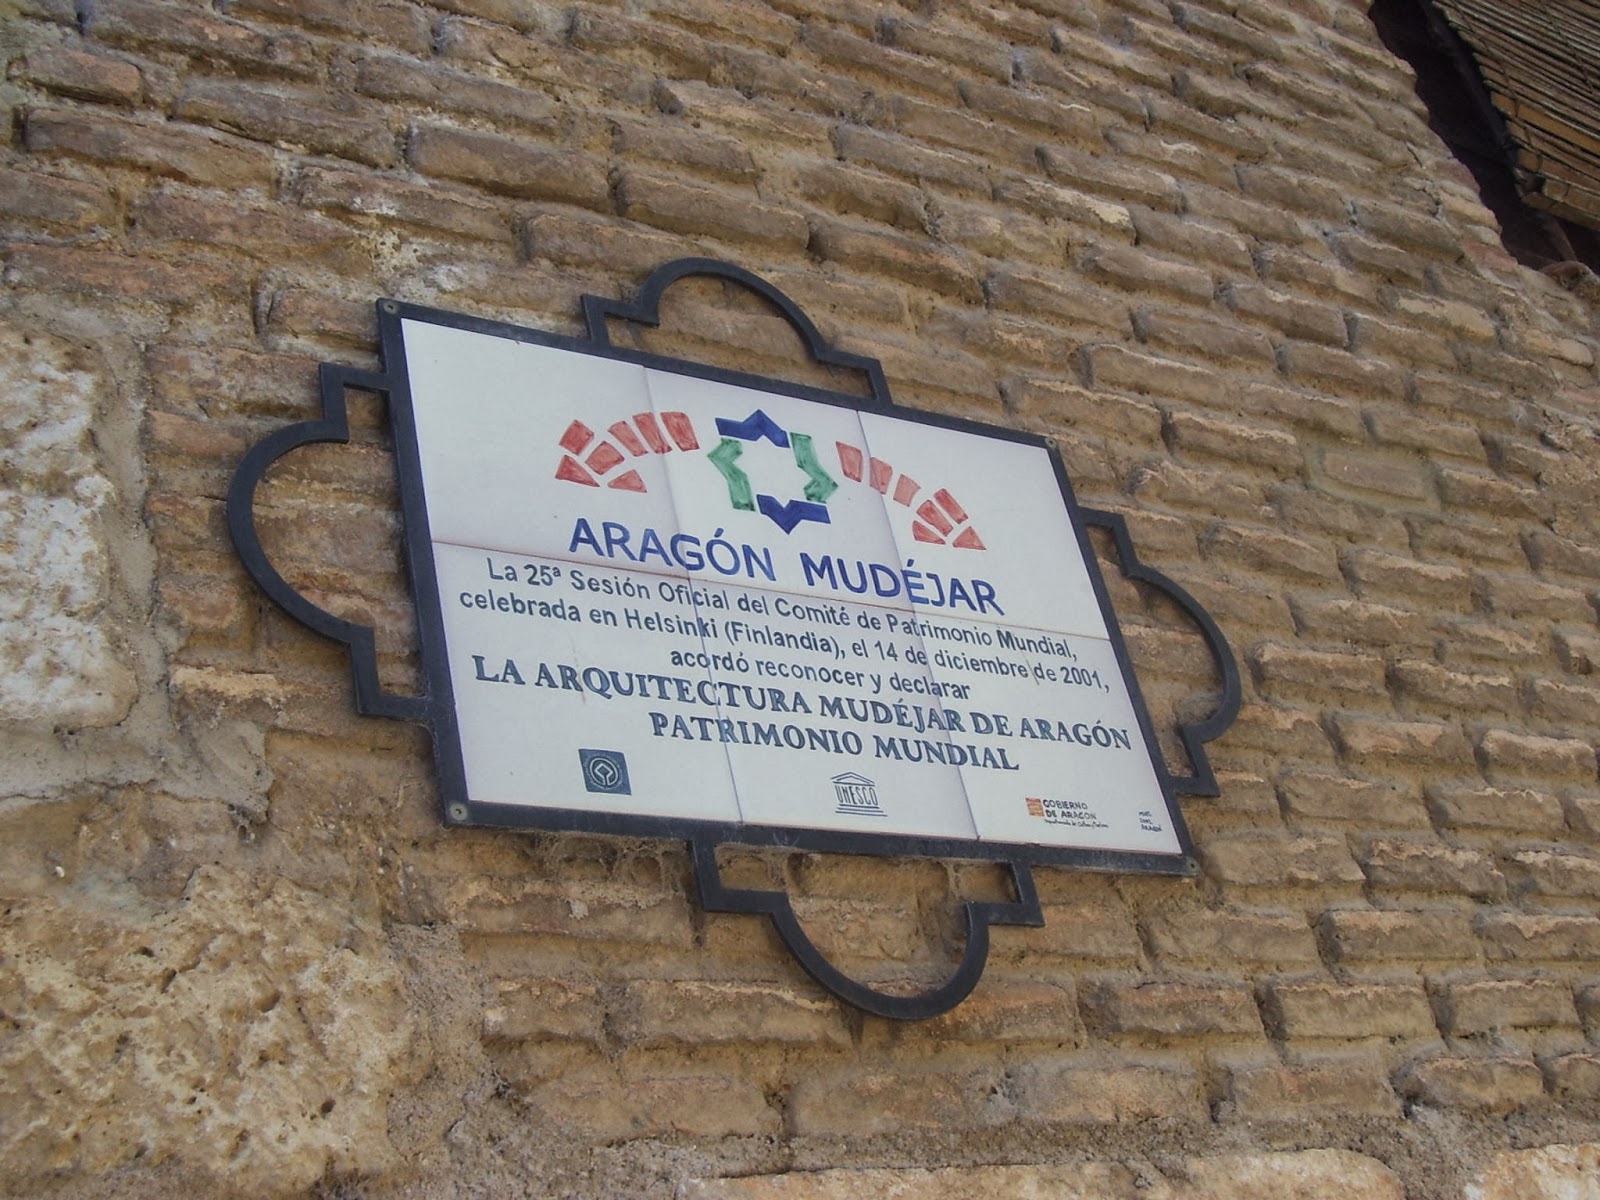 ARAGÓN MUDÉJAR
La 25ª Sesión Oficial del Comité de Patrimonio Mundial,
celebrada en Helsinki (Finlandia), el 14 de diciembre de 2001,
acordó reconocer y declarar
LA ARQUITECTURA MUDÉJAR DE ARAGÓN
PATRIMONIO MUNDIAL
UNESCO
GOBIERNO
DE ARAGON